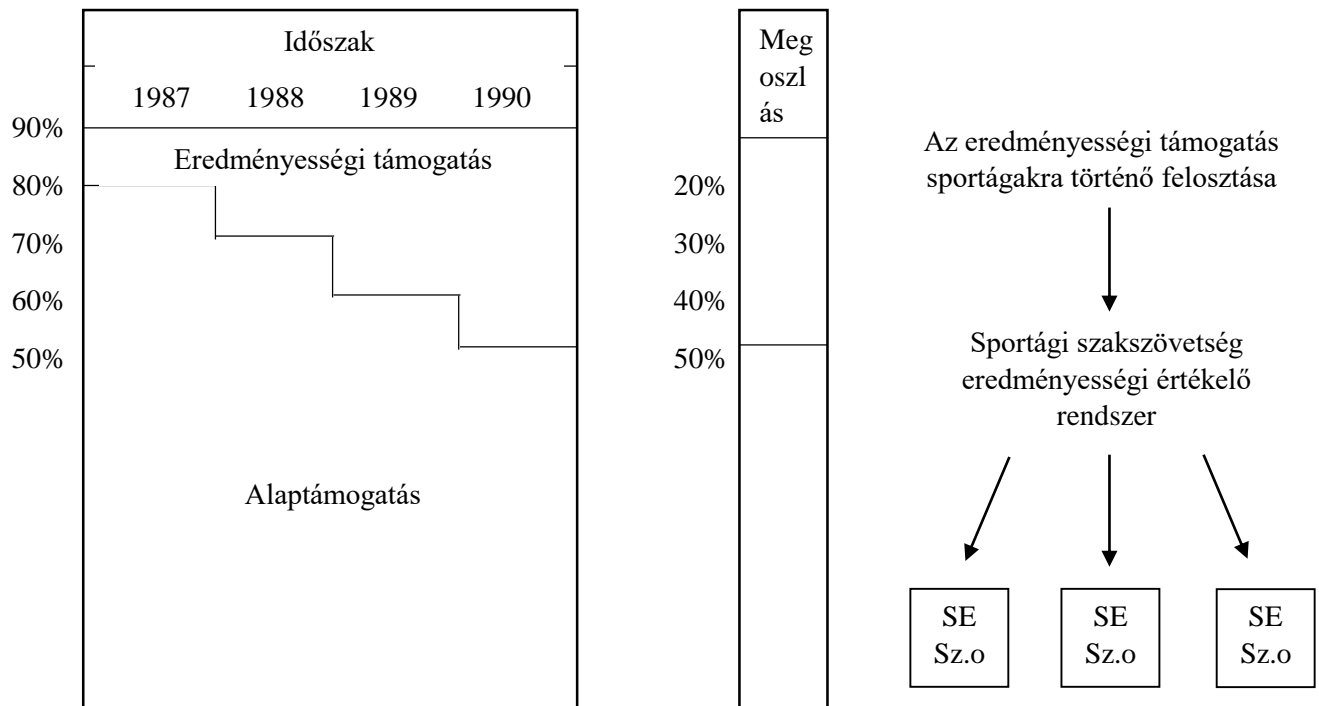 Időszak
1987 1988 1989 1990
90%
Eredményességi támogatás
80%
70%
60%
50%
Alaptámogatás
Meg
oszl
ás
20%
30%
40%
50%
Az eredményességi támogatás
sportágakra történő felosztása
Sportági szakszövetség
eredményességi értékelő
rendszer
SE
Sz.o
SE
Sz.o
SE
Sz.o